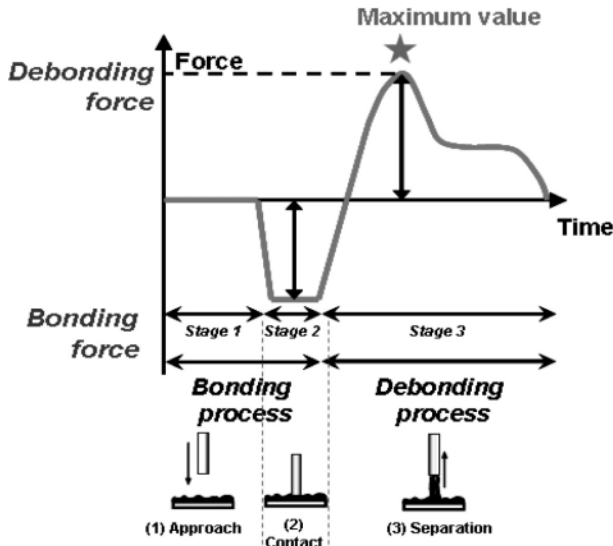 Maximum value
Force
Debonding
force
Time
Bonding
force
Stage 1
Stage 2
Stage 3
Bonding
process
Debonding
process
(1) Approach
(2)
Contact
(3) Separation